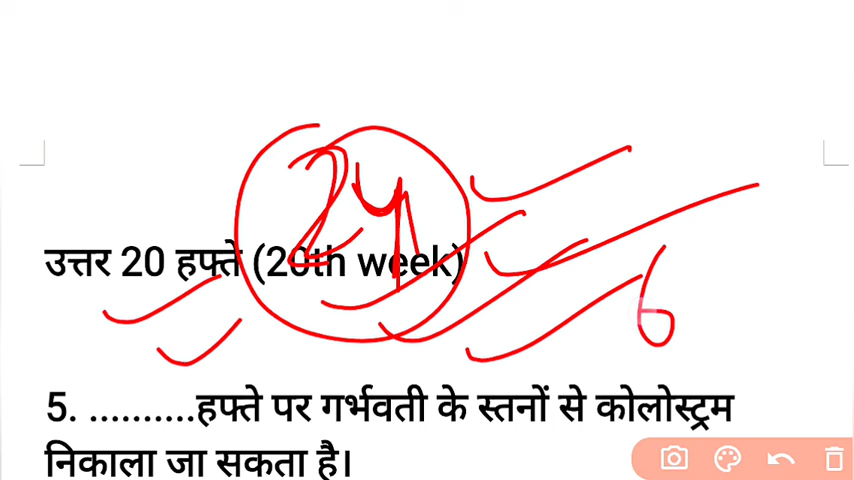 24
उत्तर 20 हफ्ते (20th week)
6
5. ..........हफ्ते पर गर्भवती के स्तनों से कोलोस्ट्रम
निकाला जा सकता है।